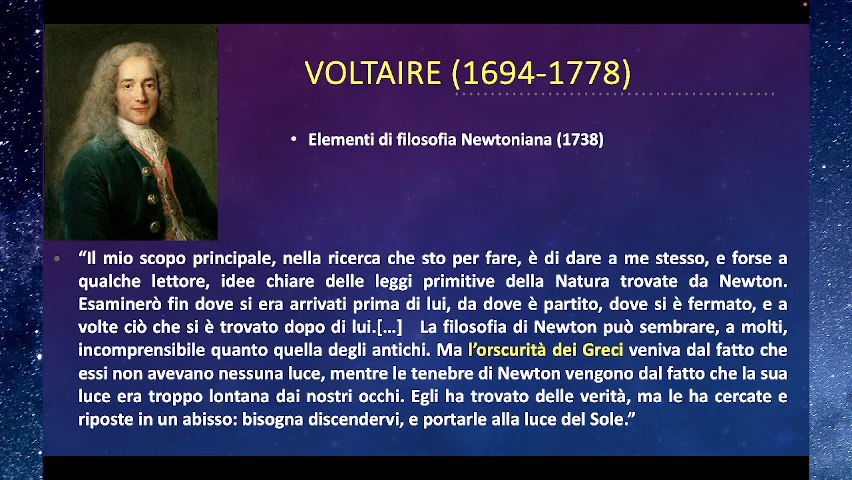 VOLTAIRE (1694-1778)
• Elementi di filosofia Newtoniana (1738)
• “Il mio scopo principale, nella ricerca che sto per fare, è di dare a me stesso, e forse a
qualche lettore, idee chiare delle leggi primitive della Natura trovate da Newton.
Esaminerò fin dove si era arrivati prima di lui, da dove è partito, dove si è fermato, e a
volte ciò che si è trovato dopo di lui.[…] La filosofia di Newton può sembrare, a molti,
incomprensibile quanto quella degli antichi. Ma l’orscurità dei Greci veniva dal fatto che
essi non avevano nessuna luce, mentre le tenebre di Newton vengono dal fatto che la sua
luce era troppo lontana dai nostri occhi. Egli ha trovato delle verità, ma le ha cercate e
riposte in un abisso: bisogna discendervi, e portarle alla luce del Sole.”